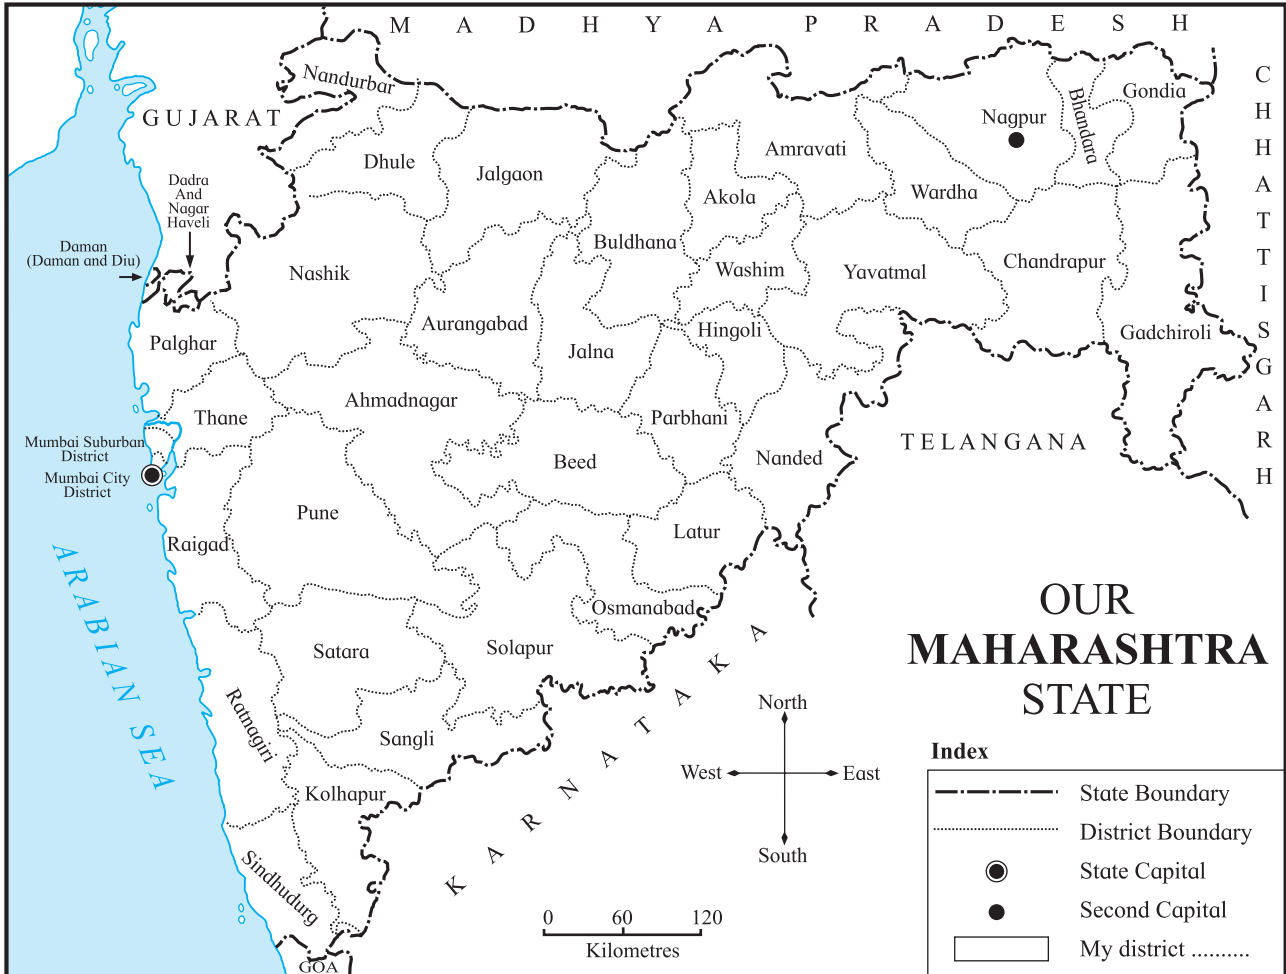 MADHYA PRADESH
CHHATTISGARH
Nandurbar
GUJARAT
Dhule
Jalgaon
Amravati
Nagpur
Bhandara
Gondia
Dadra
And
Nagar
Haveli
Akola
Wardha
Daman
(Daman and Diu)
Nashik
Buldhana
Washim
Yavatmal
Chandrapur
Palghar
Aurangabad
Jalna
Hingoli
Gadchiroli
Thane
Ahmadnagar
Parbhani
TELANGANA
Mumbai Suburban
District
Mumbai City
District
Beed
Nanded
Pune
Latur
Raigad
ARABIAN SEA
Osmanabad
Satara
Solapur
KARNATAKA
OUR
MAHARASHTRA
STATE
Ratnagiri
Sangli
Kolhapur
Sindhudurg
GOA
North
West
East
South
0 60 120
Kilometres
Index
State Boundary
District Boundary
State Capital
Second Capital
My district ..........